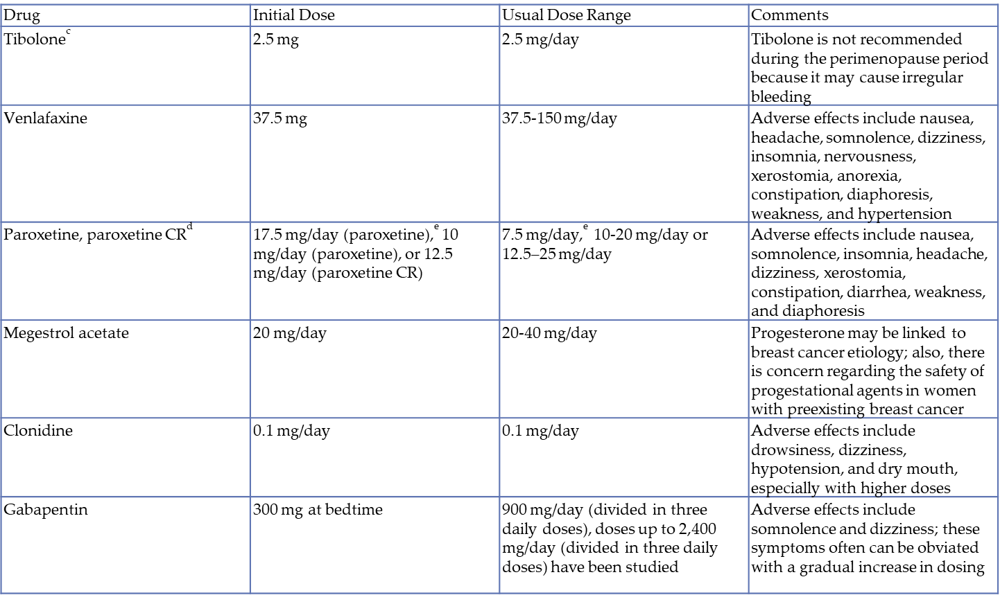 Drug
Initial Dose
Usual Dose Range
Comments
Tibolonec
2.5 mg
2.5 mg/day
Tibolone is not recommended
during the perimenopause period
because it may cause irregular
bleeding
Venlafaxine
37.5 mg
37.5-150 mg/day
Adverse effects include nausea,
headache, somnolence, dizziness,
insomnia, nervousness,
xerostomia, anorexia,
constipation, diaphoresis,
weakness, and hypertension
Paroxetine, paroxetine CRd
17.5 mg/day (paroxetine),e 10
mg/day (paroxetine), or 12.5
mg/day (paroxetine CR)
7.5 mg/day,e 10-20 mg/day or
12.5–25 mg/day
Adverse effects include nausea,
somnolence, insomnia, headache,
dizziness, xerostomia,
constipation, diarrhea, weakness,
and diaphoresis
Megestrol acetate
20 mg/day
20-40 mg/day
Progesterone may be linked to
breast cancer etiology; also, there
is concern regarding the safety of
progestational agents in women
with preexisting breast cancer
Clonidine
0.1 mg/day
0.1 mg/day
Adverse effects include
drowsiness, dizziness,
hypotension, and dry mouth,
especially with higher doses
Gabapentin
300 mg at bedtime
900 mg/day (divided in three
daily doses), doses up to 2,400
mg/day (divided in three daily
doses) have been studied
Adverse effects include
somnolence and dizziness; these
symptoms often can be obviated
with a gradual increase in dosing